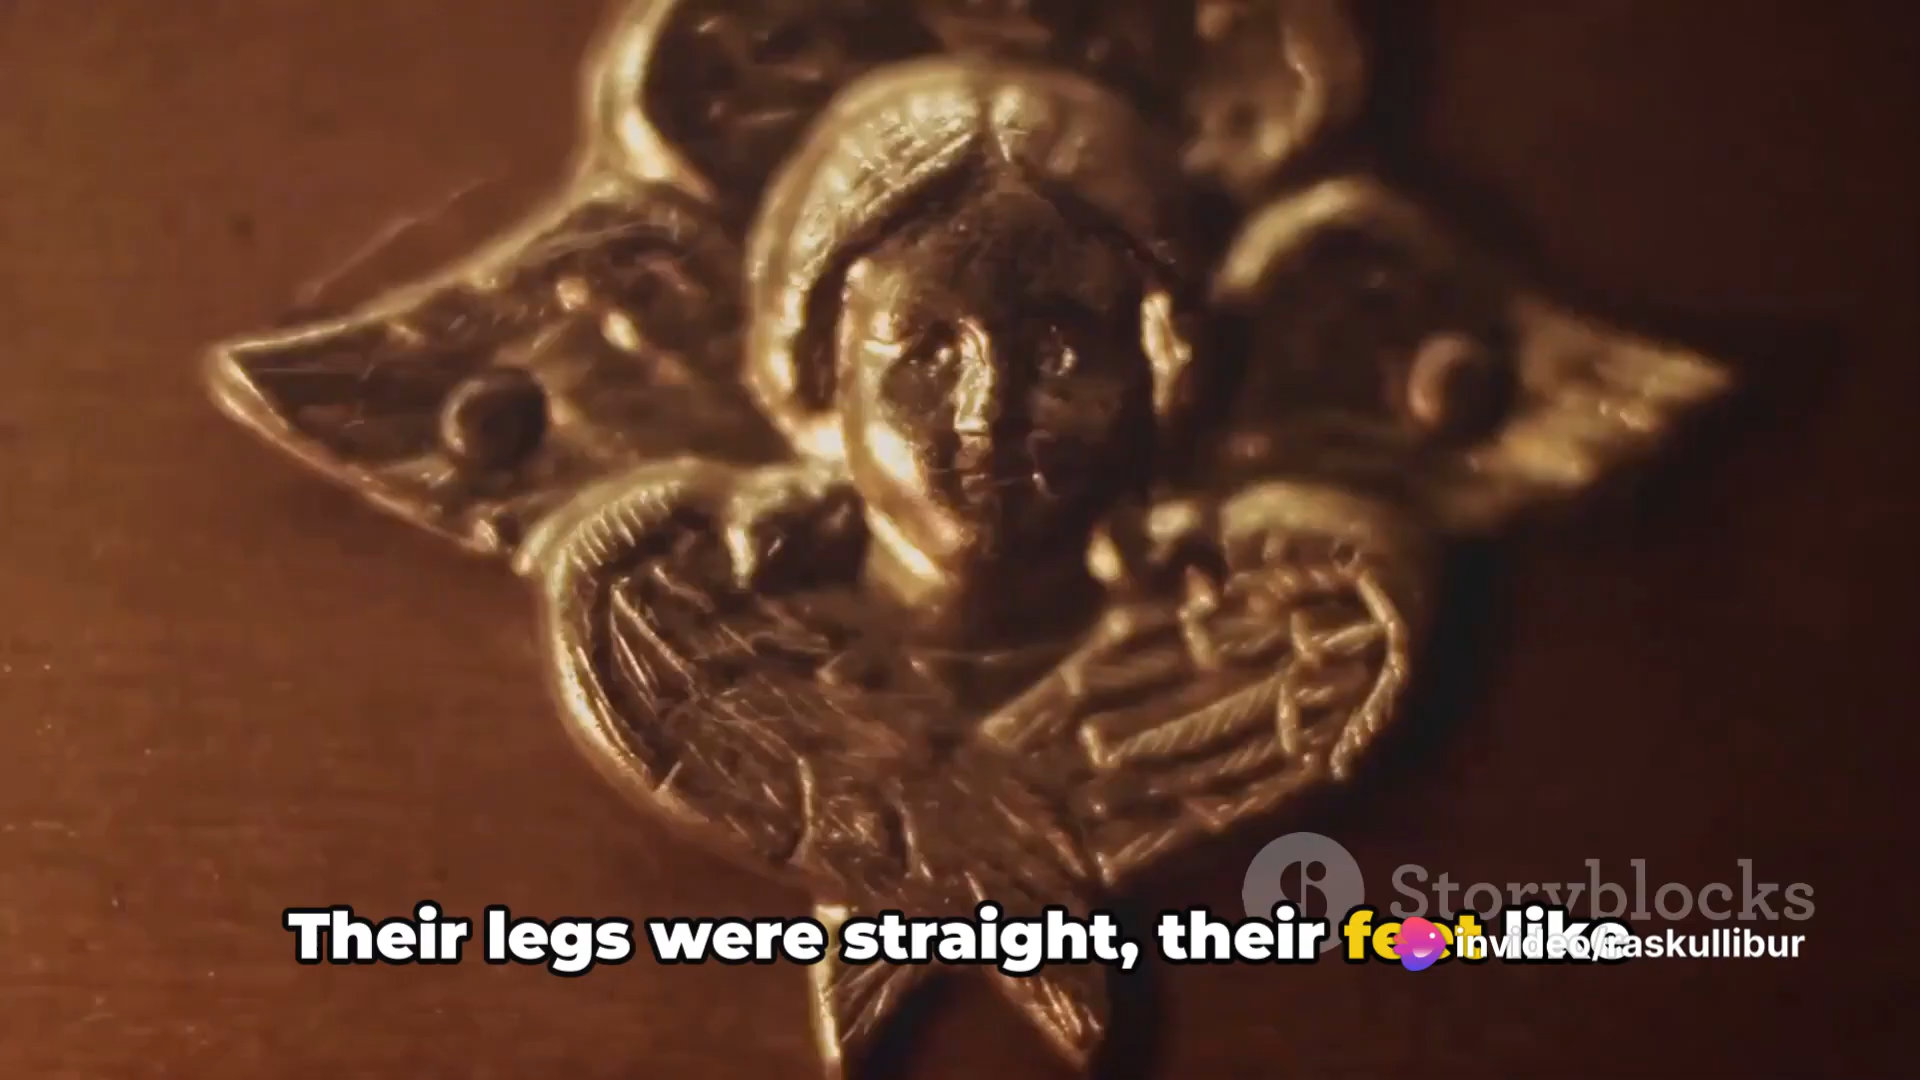 Storyblocks
Their legs were straight, their feet like
invideo/raskullibur